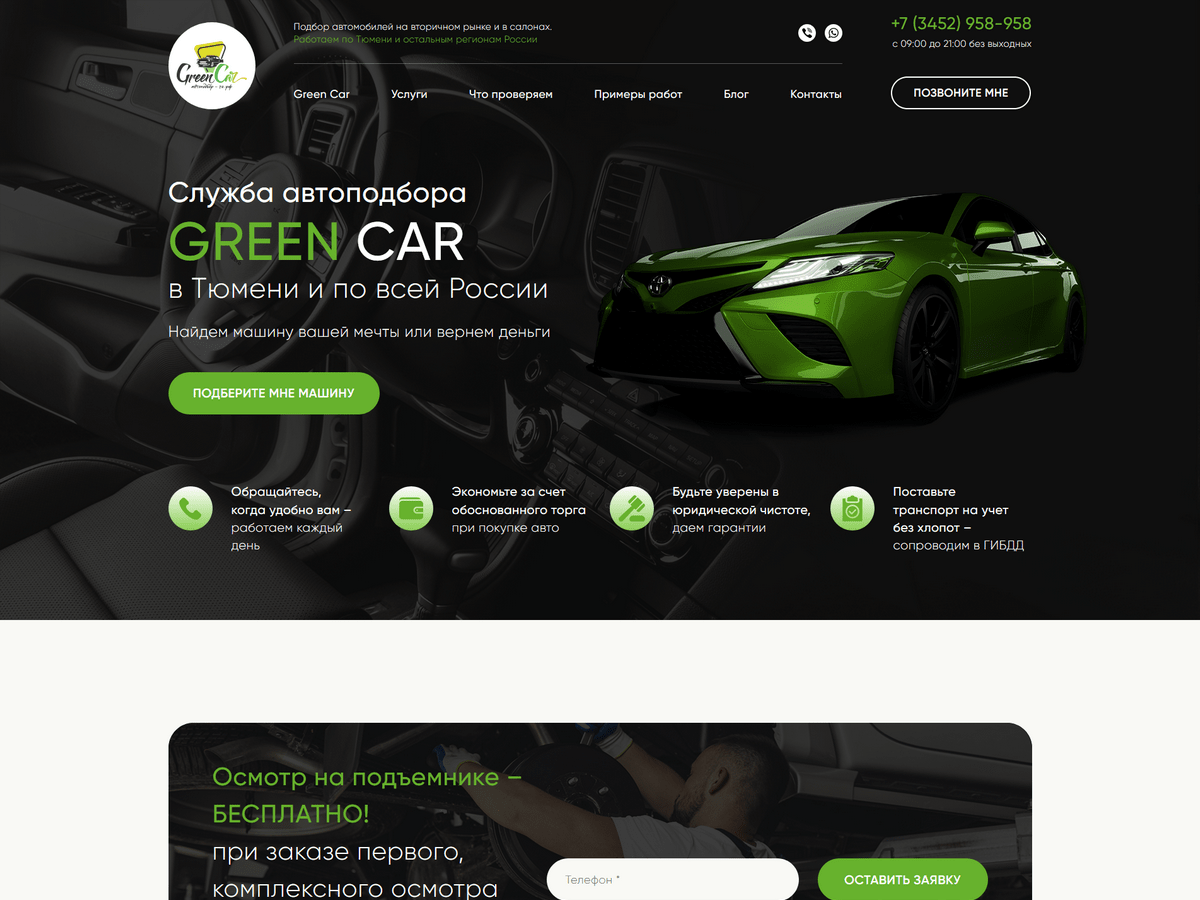 Green Car
Подбор автомобилей на вторичном рынке и в салонах.
Работаем по Тюмени и остальным регионам России
+7 (3452) 958-958
с 09:00 до 21:00 без выходных
Green Car
Услуги
Что проверяем
Примеры работ
Блог
Контакты
ПОЗВОНИТЕ МНЕ
Служба автоподбора
GREEN CAR
в Тюмени и по всей России
Найдем машину вашей мечты или вернем деньги
ПОДБЕРИТЕ МНЕ МАШИНУ
Обращайтесь,
когда удобно вам –
работаем каждый
день
Экономьте за счет
обоснованного торга
при покупке авто
Будьте уверены в
юридической чистоте,
даем гарантии
Поставьте
транспорт на учет
без хлопот –
сопроводим в ГИБДД
Осмотр на подъемнике –
БЕСПЛАТНО!
при заказе первого,
комплексного осмотра
Телефон *
ОСТАВИТЬ ЗАЯВКУ